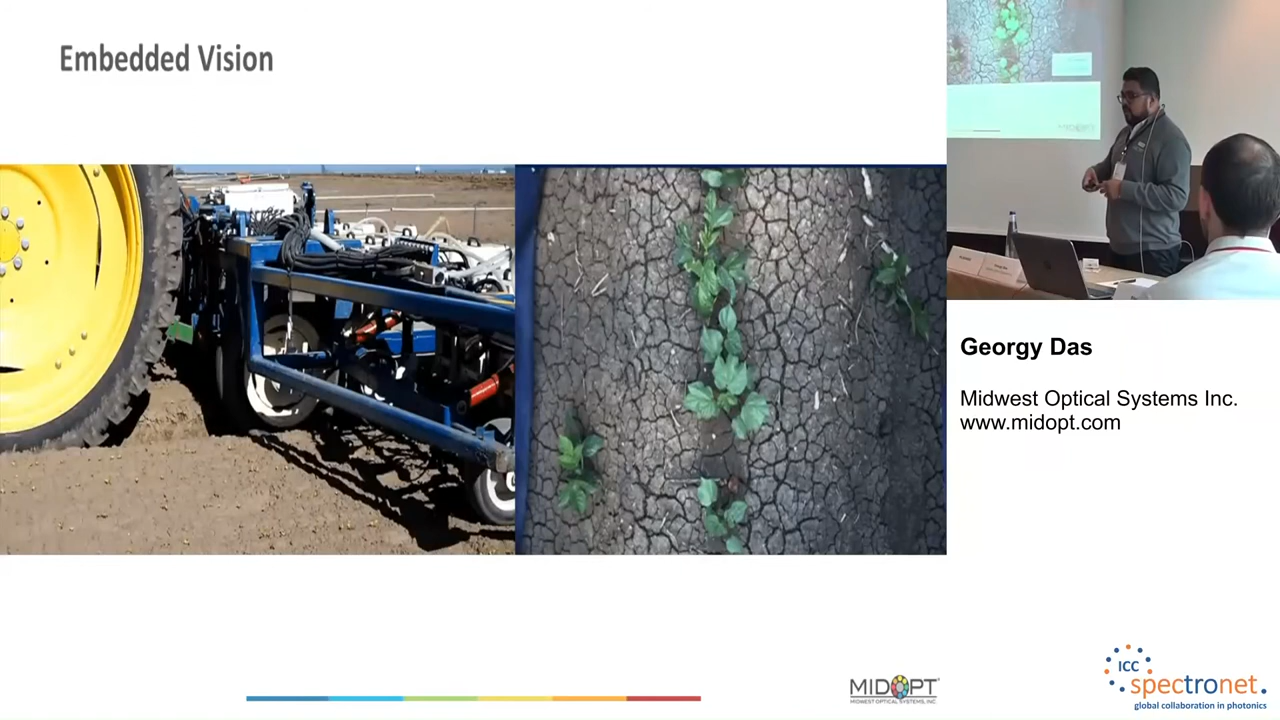 Embedded Vision
Georgy Das
Midwest Optical Systems Inc.
www.midopt.com
MIDOPT
MIDWEST OPTICAL SYSTEMS, INC.
ICC
spectronet.
global collaboration in photonics